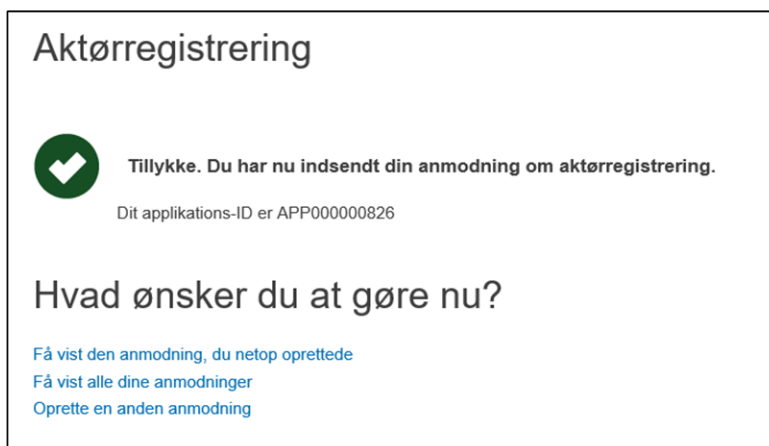 Aktørregistrering
Tillykke. Du har nu indsendt din anmodning om aktørregistrering.
Dit applikations-ID er APP000000826
Hvad ønsker du at gøre nu?
Få vist den anmodning, du netop oprettede
Få vist alle dine anmodninger
Oprette en anden anmodning